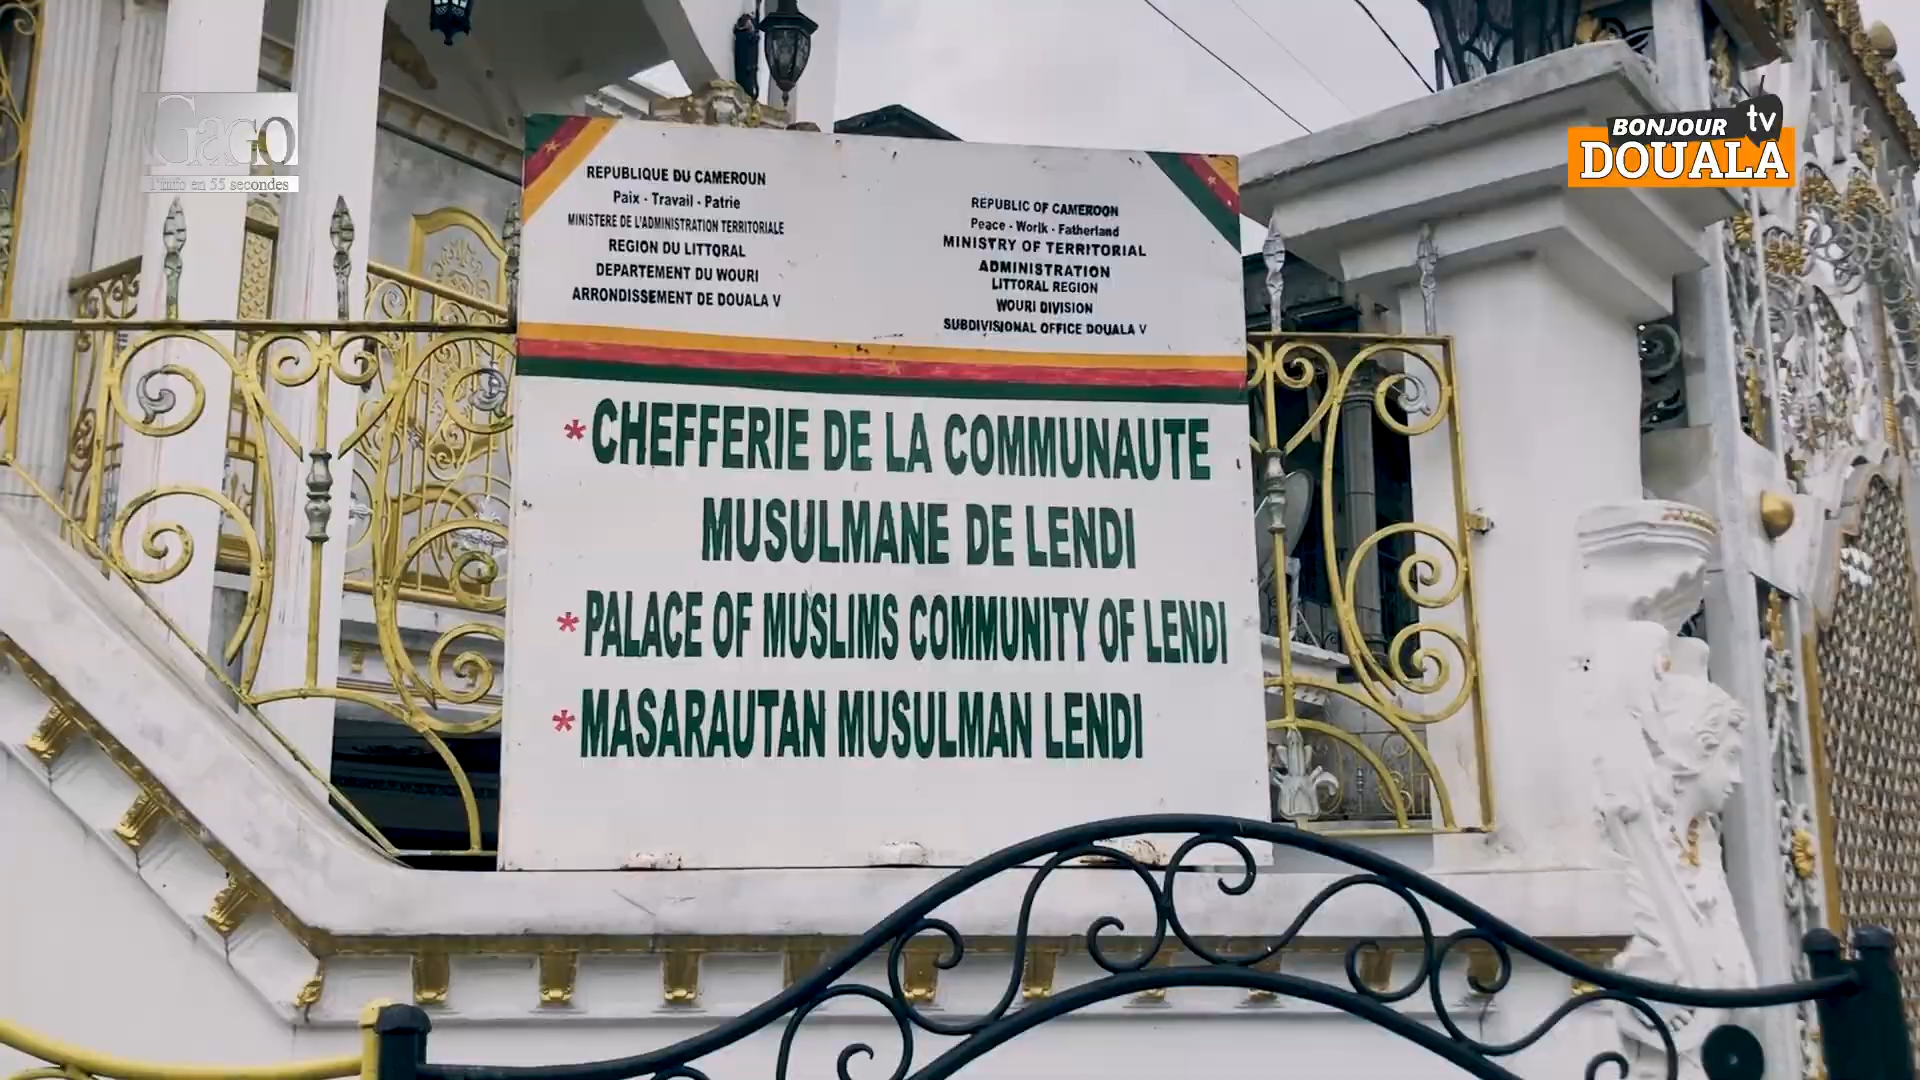 Gago
l'info en 55 secondes
BONJOUR tv
DOUALA
REPUBLIQUE DU CAMEROUN
Paix - Travail - Patrie
MINISTERE DE L'ADMINISTRATION TERRITORIALE
REGION DU LITTORAL
DEPARTEMENT DU WOURI
ARRONDISSEMENT DE DOUALA V
REPUBLIC OF CAMEROON
Peace - Worlk - Fatherland
MINISTRY OF TERRITORIAL
ADMINISTRATION
LITTORAL REGION
WOURI DIVISION
SUBDIVISIONAL OFFICE DOUALA V
*CHEFFERIE DE LA COMMUNAUTE
MUSULMANE DE LENDI
*PALACE OF MUSLIMS COMMUNITY OF LENDI
*MASARAUTAN MUSULMAN LENDI